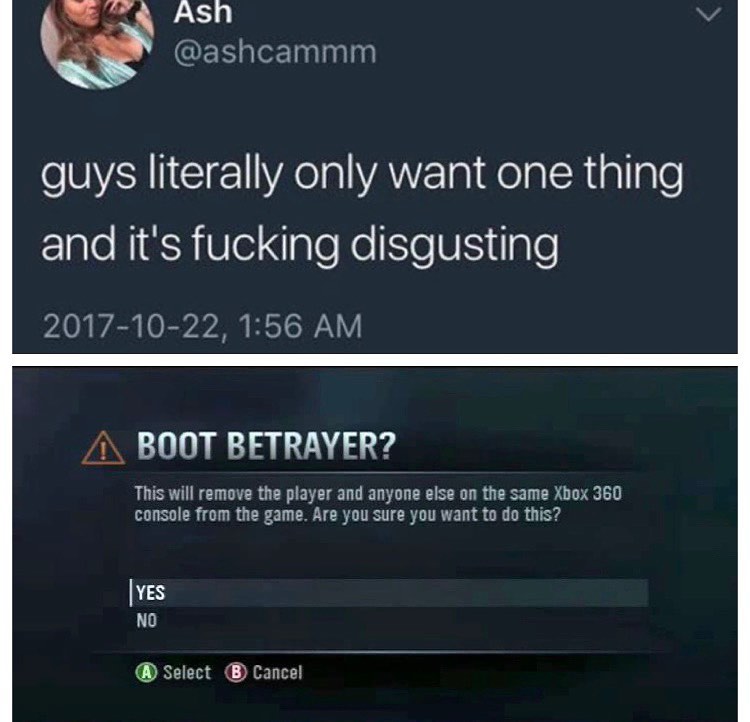 Ash
@ashcammm
guys literally only want one thing
and it's fucking disgusting
2017-10-22, 1:56 AM
BOOT BETRAYER?
This will remove the player and anyone else on the same Xbox 360
console from the game. Are you sure you want to do this?
YES
NO
A Select B Cancel